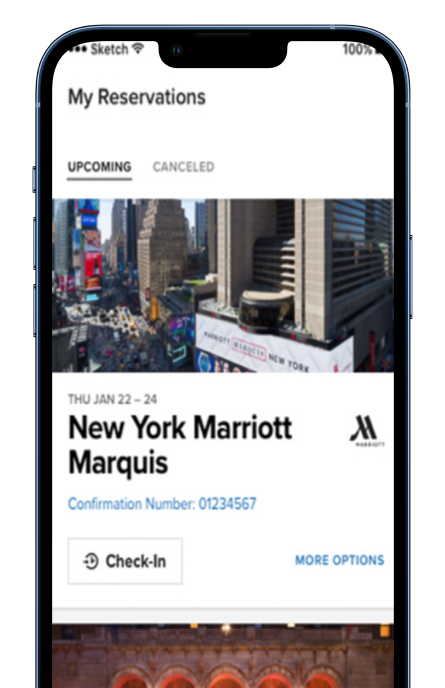 Sketch
100%
My Reservations
UPCOMING CANCELED
MARRIOTT MARQUIS NEW YORK
THU JAN 22 – 24
New York Marriott
Marquis
MARRIOTT
Confirmation Number: 01234567
Check-In
MORE OPTIONS